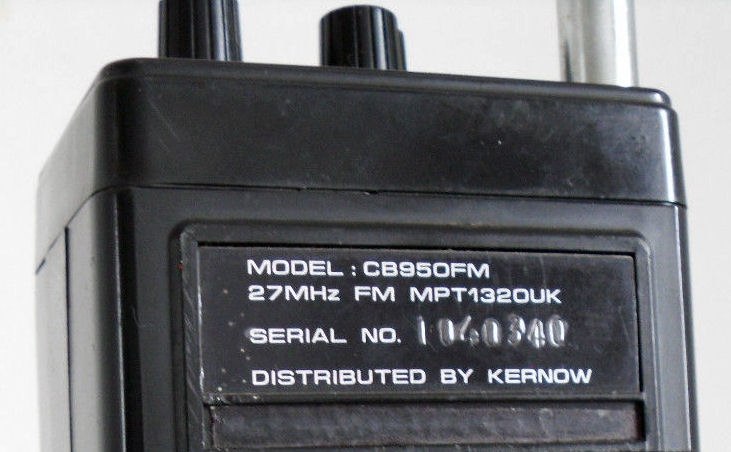 MODEL : CB950FM
27MHz FM MPT1320UK
SERIAL NO. 1040340
DISTRIBUTED BY KERNOW